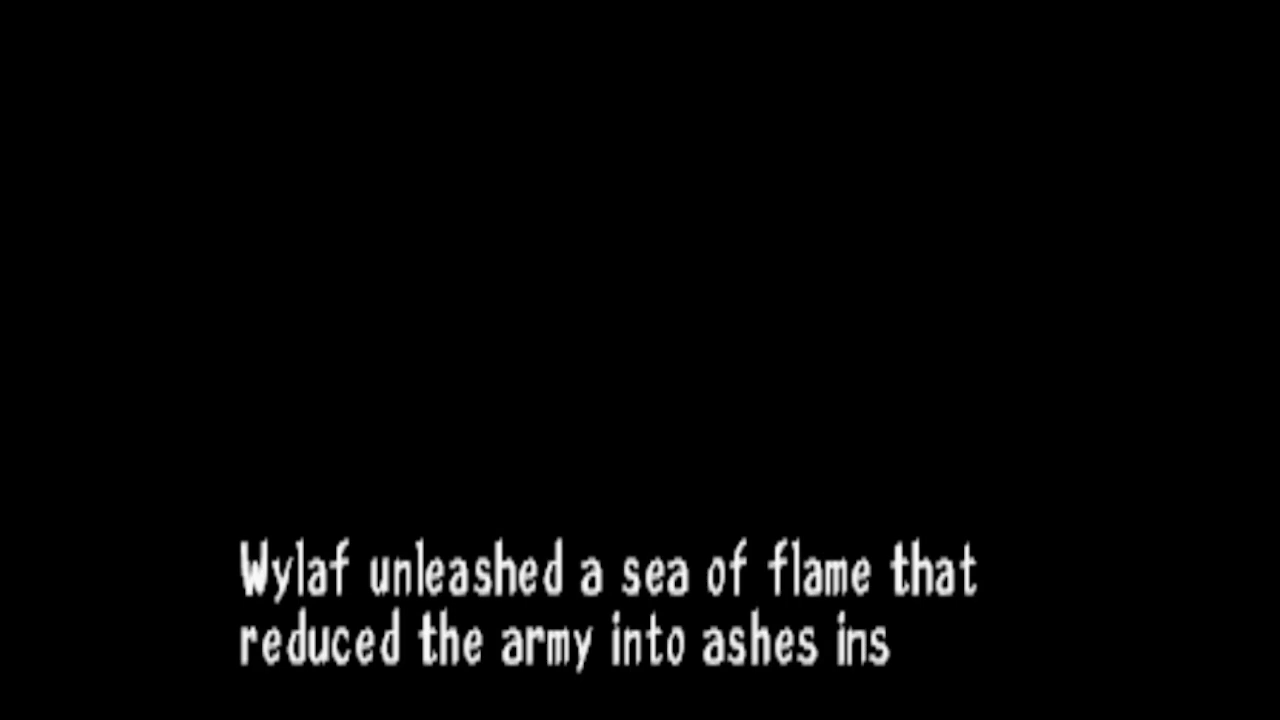 Wylaf unleashed a sea of flame that
reduced the army into ashes ins